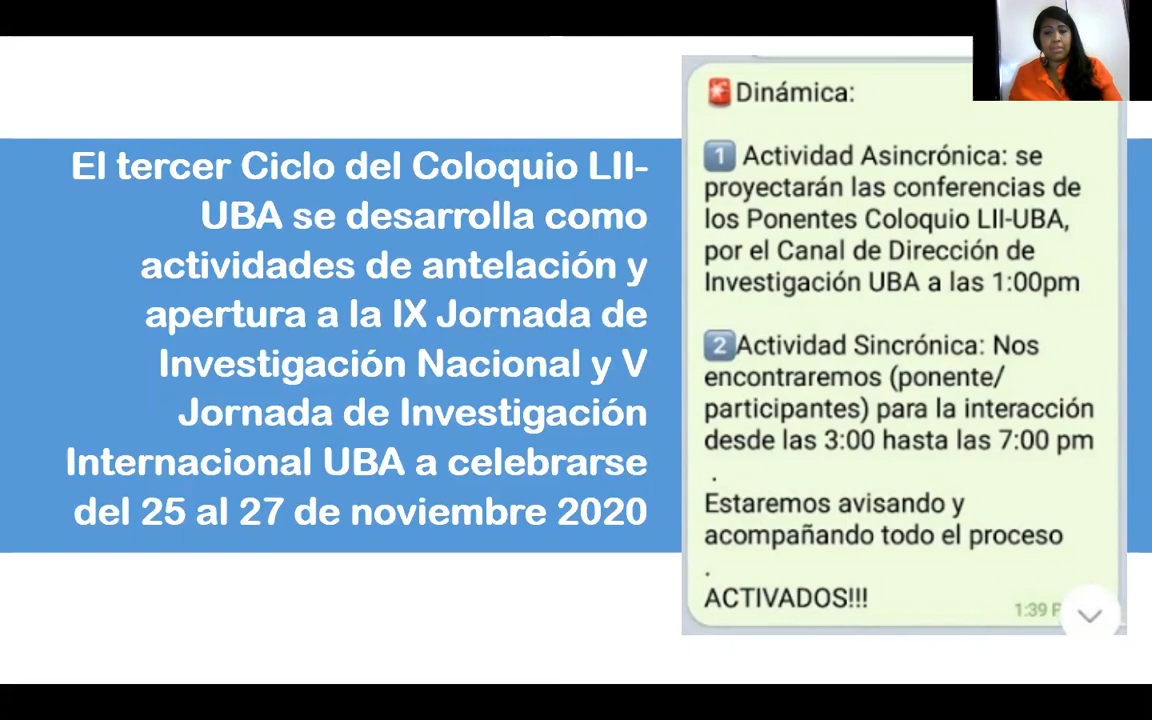 El tercer Ciclo del Coloquio LII-
UBA se desarrolla como
actividades de antelación y
apertura a la IX Jornada de
Investigación Nacional y V
Jornada de Investigación
Internacional UBA a celebrarse
del 25 al 27 de noviembre 2020
Dinámica:
1 Actividad Asincrónica: se
proyectarán las conferencias de
los Ponentes Coloquio LII-UBA,
por el Canal de Dirección de
Investigación UBA a las 1:00pm
2 Actividad Sincrónica: Nos
encontraremos (ponente/
participantes) para la interacción
desde las 3:00 hasta las 7:00 pm
.
Estaremos avisando y
acompañando todo el proceso
.
ACTIVADOS!!!
1:39 P